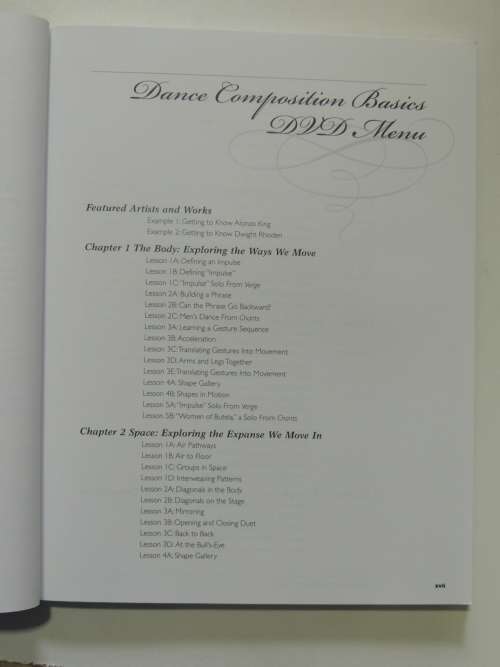 Dance Composition Basics
DVD Menu
Featured Artists and Works
Example 1: Getting to Know Alonzo King
Example 2: Getting to Know Dwight Rhoden
Chapter 1 The Body: Exploring the Ways We Move
Lesson 1A: Defining an Impulse
Lesson 1B: Defining "Impulse"
Lesson 1C: "Impulse" Solo From Verge
Lesson 2A: Building a Phrase
Lesson 2B: Can the Phrase Go Backward?
Lesson 2C: Men's Dance From Chants
Lesson 3A: Learning a Gesture Sequence
Lesson 3B: Acceleration
Lesson 3C: Translating Gestures Into Movement
Lesson 3D: Arms and Legs Together
Lesson 3E: Translating Gestures Into Movement
Lesson 4A: Shape Gallery
Lesson 4B: Shapes in Motion
Lesson 5A: "Impulse" Solo From Verge
Lesson 5B: "Women of Butela," a Solo From Chants
Chapter 2 Space: Exploring the Expanse We Move In
Lesson 1A: Air Pathways
Lesson 1B: Air to Floor
Lesson 1C: Groups in Space
Lesson 1D: Interweaving Patterns
Lesson 2A: Diagonals in the Body
Lesson 2B: Diagonals on the Stage
Lesson 3A: Mirroring
Lesson 3B: Opening and Closing Duet
Lesson 3C: Back to Back
Lesson 3D: At the Bull's-Eye
Lesson 4A: Shape Gallery
xvii